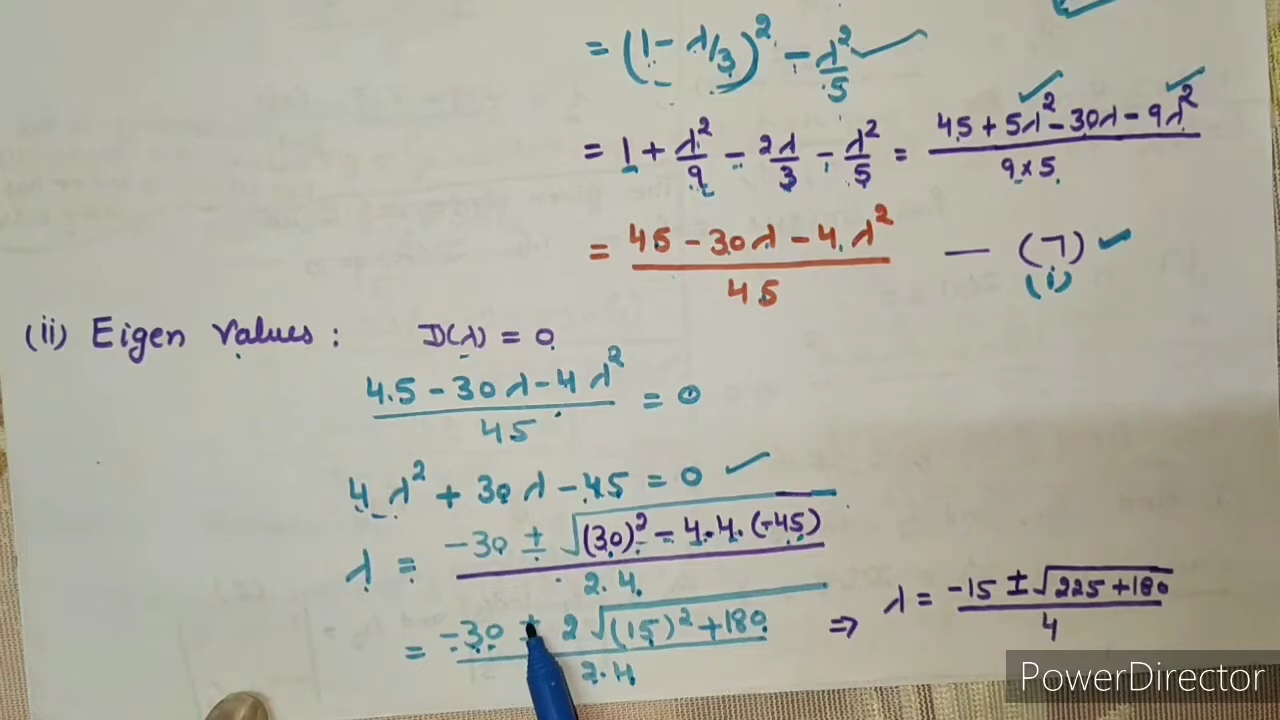 = (1 - λ/3)² - λ²/5
= 1 + λ²/9 - 2λ/3 - λ²/5 = (45 + 5λ² - 30λ - 9λ²)/(9×5)
= (45 - 30λ - 4λ²)/45 — (7)
(i)
(ii) Eigen Values : D(λ) = 0
(45 - 30λ - 4λ²)/45 = 0
4λ² + 30λ - 45 = 0
λ = (-30 ± √((30)² - 4.4.(-45)))/(2.4)
= (-30 ± 2√((15)² + 180))/(2.4) ⇒ λ = (-15 ± √(225 + 180))/4
PowerDirector